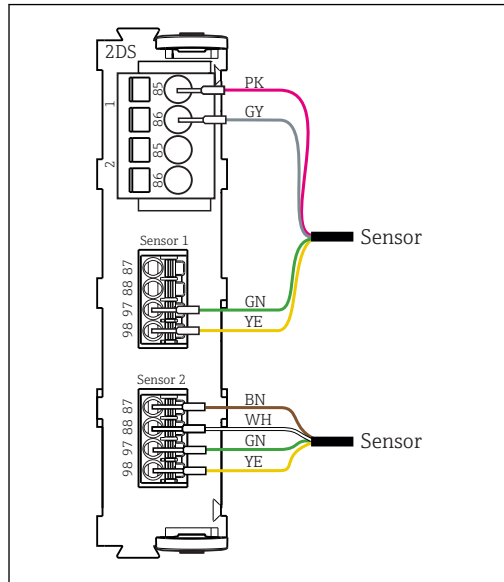 2DS
1
85
PK
86
GY
2
85
86
Sensor
Sensor 1
87
88
97
GN
98
YE
Sensor 2
87
BN
88
WH
97
GN
Sensor
98
YE